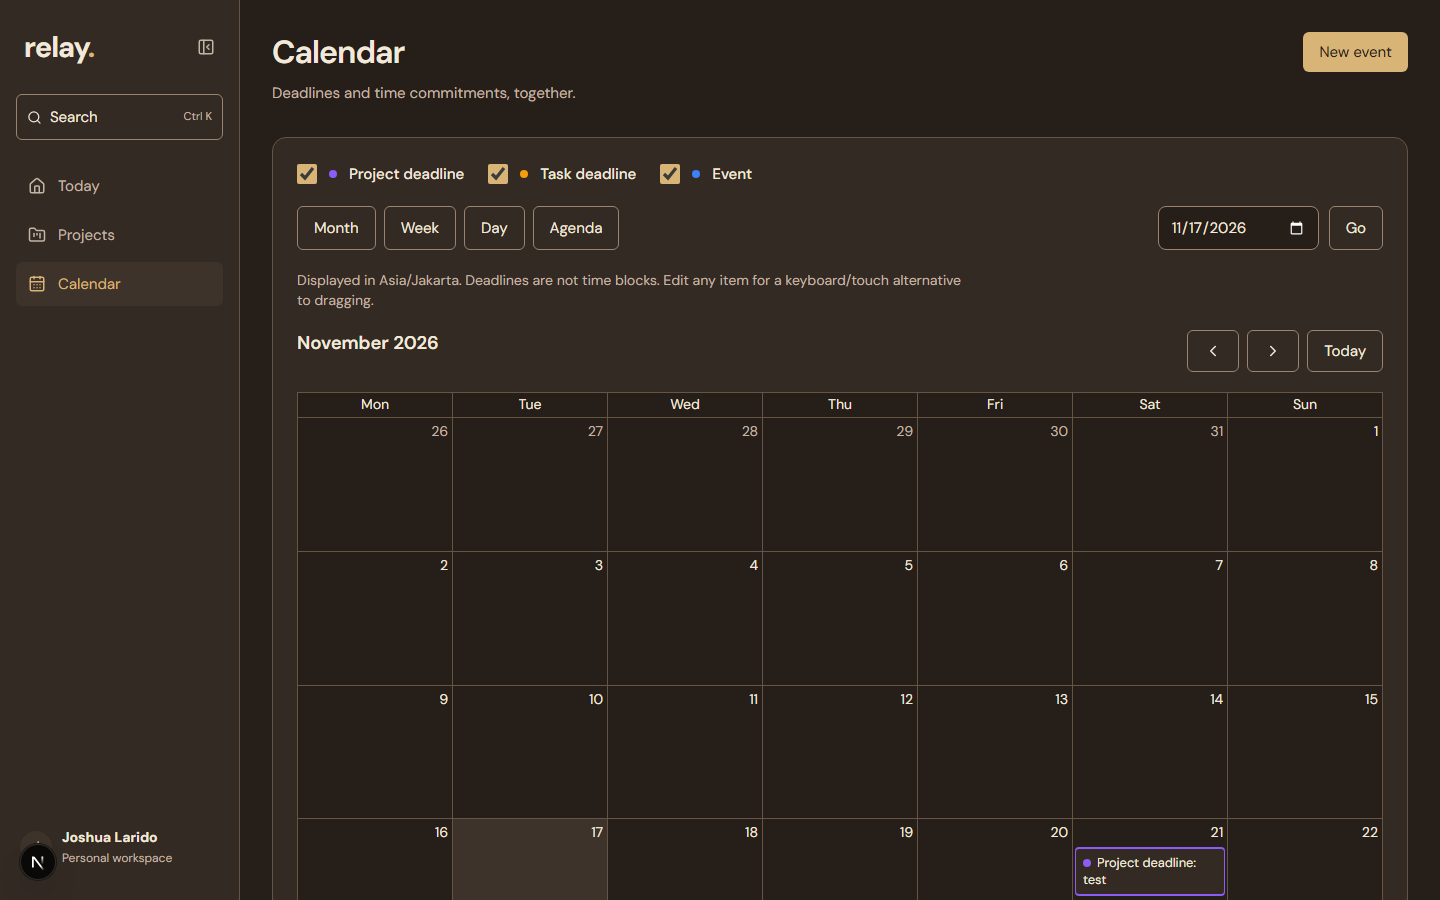 relay.
Search Ctrl K
Today
Projects
Calendar
Joshua Larido
N Personal workspace
Calendar
New event
Deadlines and time commitments, together.
Project deadline Task deadline Event
Month Week Day Agenda 11/17/2026 Go
Displayed in Asia/Jakarta. Deadlines are not time blocks. Edit any item for a keyboard/touch alternative
to dragging.
November 2026 Today
Mon Tue Wed Thu Fri Sat Sun
26 27 28 29 30 31 1
2 3 4 5 6 7 8
9 10 11 12 13 14 15
16 17 18 19 20 21 22
Project deadline:
test